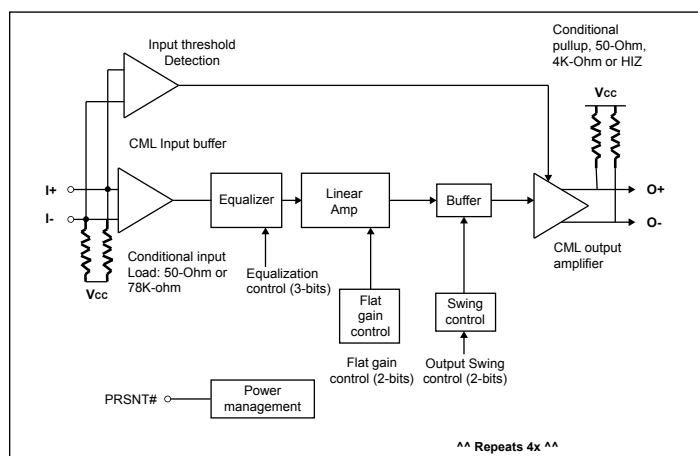 Input threshold
Detection
Conditional
pullup, 50-Ohm,
4K-Ohm or HIZ
Vcc
CML Input buffer
I+
I-
Equalizer
Linear
Amp
Buffer
O+
O-
CML output
amplifier
Conditional input
Load: 50-Ohm or
78K-ohm
Vcc
Equalization
control (3-bits)
Flat
gain
control
Swing
control
Flat gain
control (2-bits)
Output Swing
control (2-bits)
PRSNT#
Power
management
^^ Repeats 4x ^^